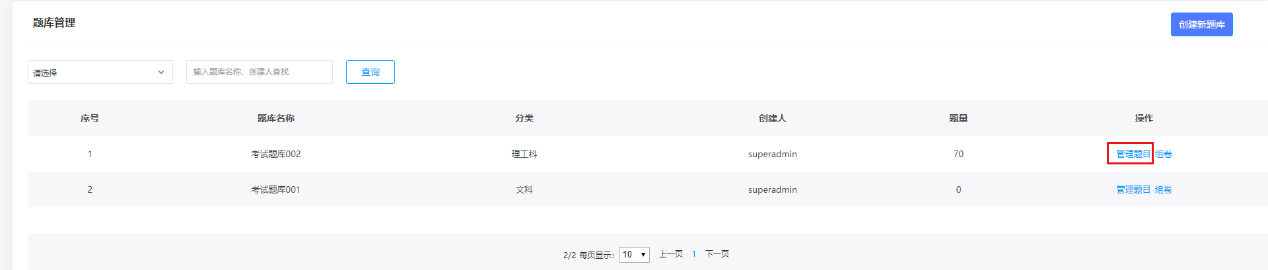 题库管理
创建新题库
请选择 输入题库名称、创建人查找 查询
序号 题库名称 分类 创建人 题量 操作
1 考试题库002 理工科 superadmin 70 管理题目 组卷
2 考试题库001 文科 superadmin 0 管理题目 组卷
2/2 每页显示: 10 上一页 1 下一页